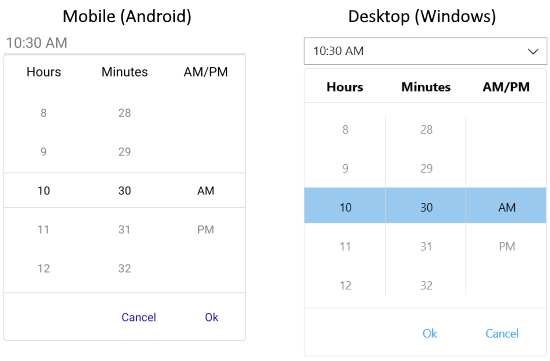 Mobile (Android)
10:30 AM
Hours Minutes AM/PM
8 28
9 29
10 30 AM
11 31 PM
12 32
Cancel Ok
Desktop (Windows)
10:30 AM
Hours Minutes AM/PM
8 28
9 29
10 30 AM
11 31 PM
12 32
Ok Cancel